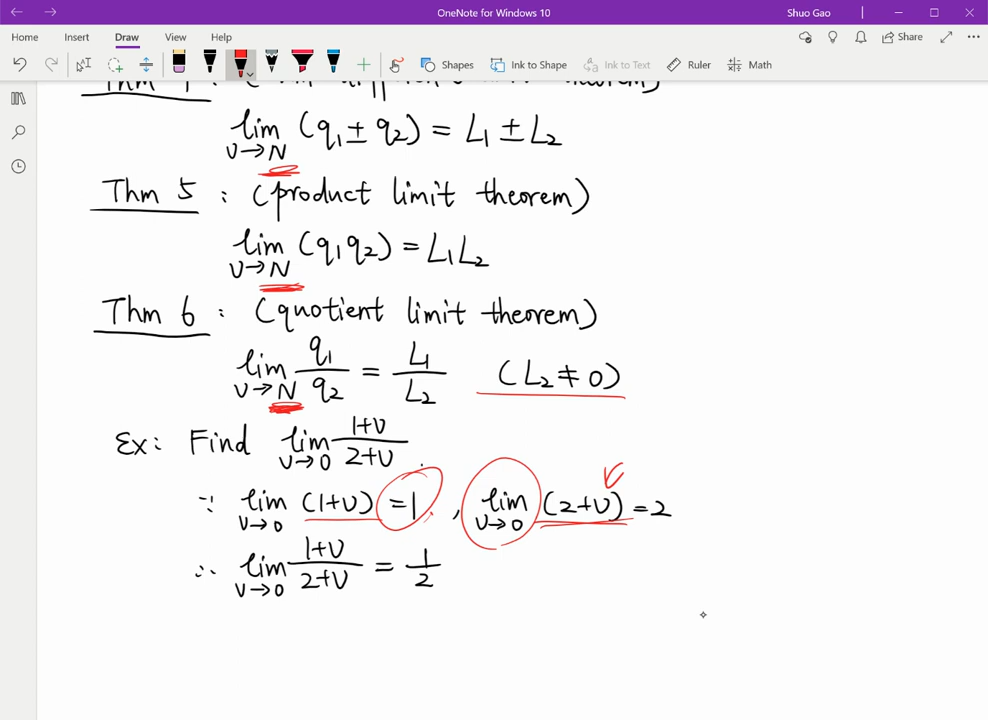 OneNote for Windows 10
Shuo Gao
Home Insert Draw View Help
Share
Shapes Ink to Shape Ink to Text Ruler Math
lim (q₁ ± q₂) = L₁ ± L₂
v→N
Thm 5 : (product limit theorem)
lim (q₁q₂) = L₁L₂
v→N
Thm 6 : (quotient limit theorem)
lim q₁/q₂ = L₁/L₂ (L₂ ≠ 0)
v→N
Ex: Find lim 1+v/2+v .
v→0
∵ lim (1+v) = 1 , lim (2+v) = 2
v→0 v→0
∴ lim 1+v/2+v = 1/2
v→0